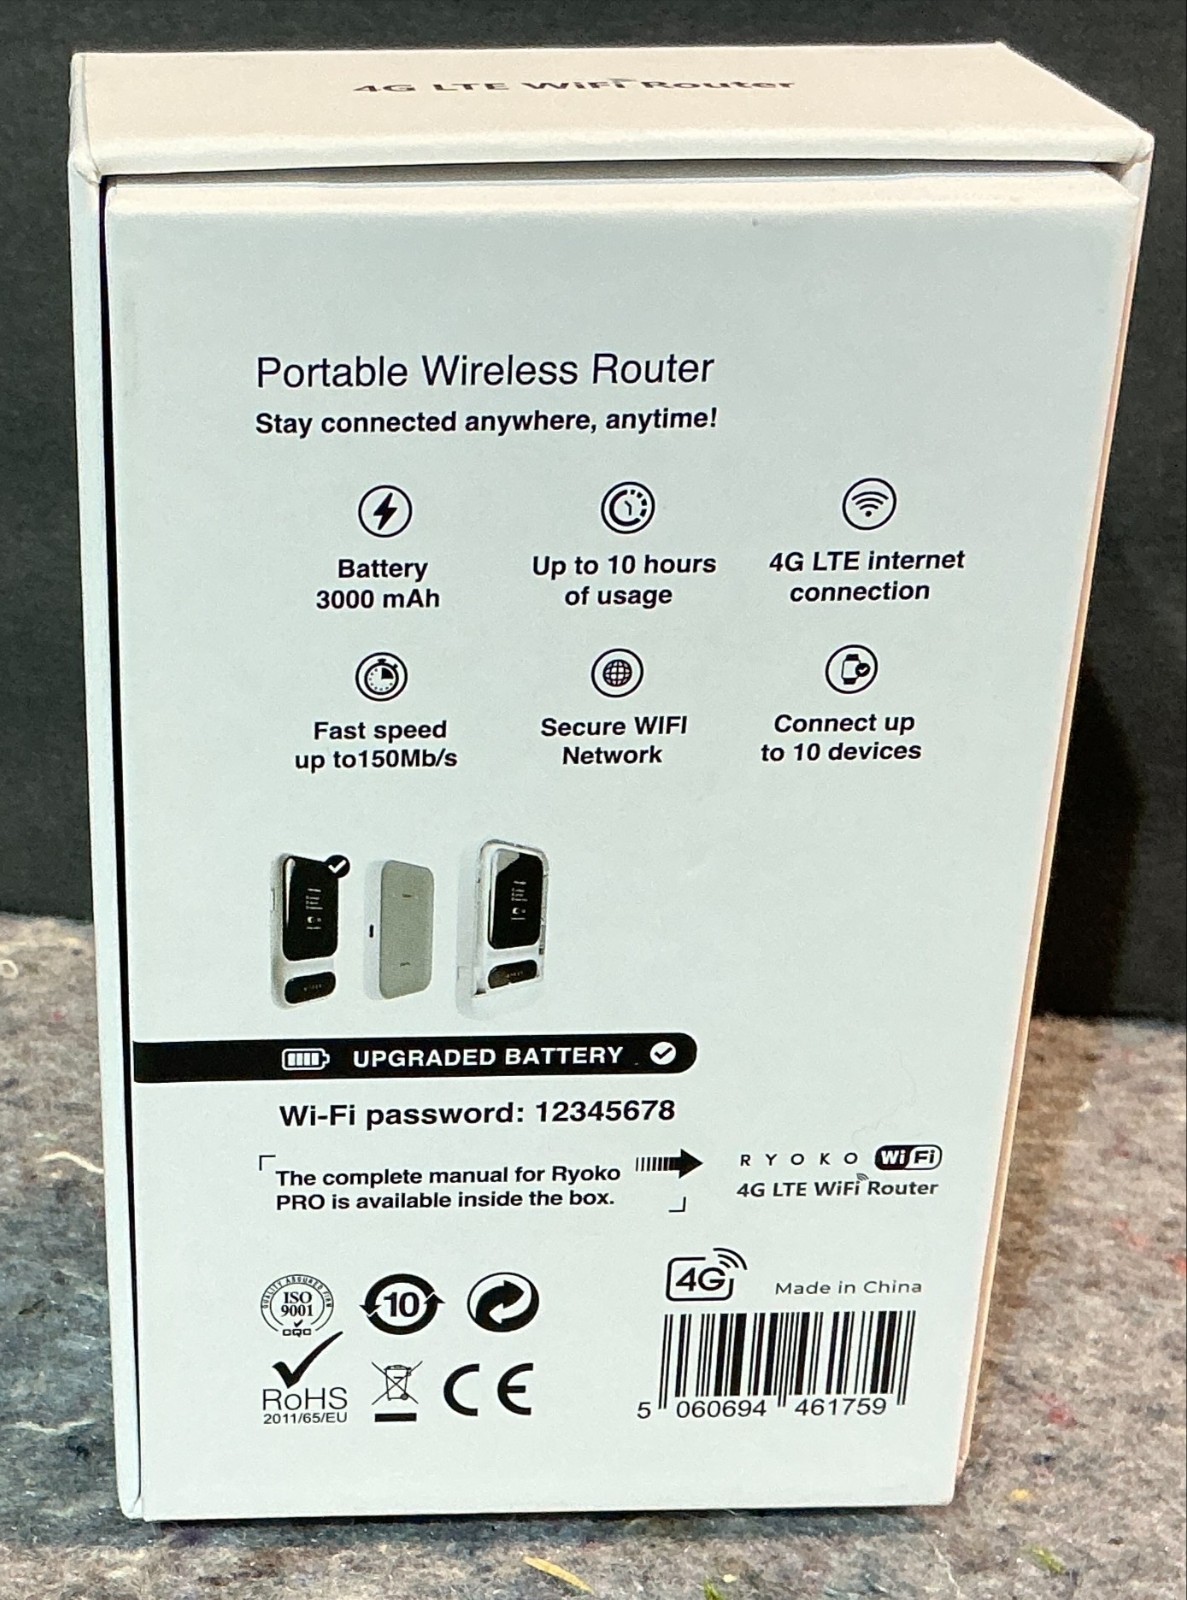 4G LTE WiFi Router
Portable Wireless Router
Stay connected anywhere, anytime!
Battery
3000 mAh
Up to 10 hours
of usage
4G LTE internet
connection
Fast speed
up to150Mb/s
Secure WIFI
Network
Connect up
to 10 devices
UPGRADED BATTERY
Wi-Fi password: 12345678
The complete manual for Ryoko
PRO is available inside the box.
RYOKO WiFi
4G LTE WiFi Router
QUALITY ASSURED FIRM
ISO
9001
10
4G
Made in China
RoHS
2011/65/EU
CE
5 060694 461759